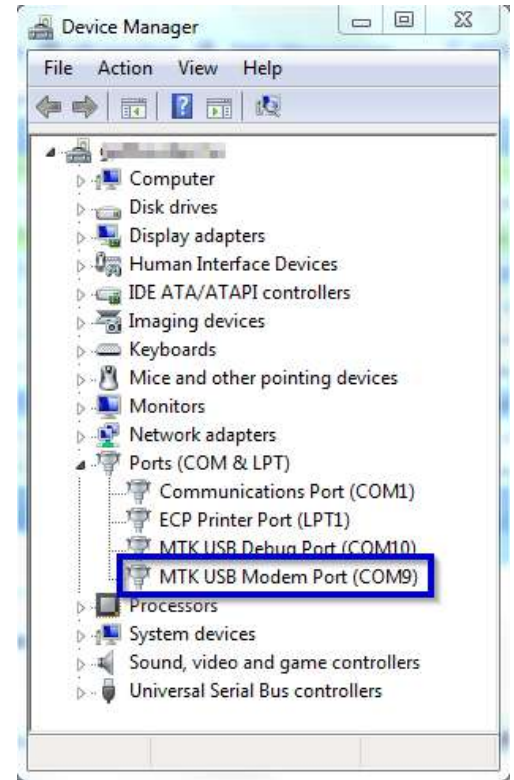 Device Manager
File Action View Help
Computer
Disk drives
Display adapters
Human Interface Devices
IDE ATA/ATAPI controllers
Imaging devices
Keyboards
Mice and other pointing devices
Monitors
Network adapters
Ports (COM & LPT)
Communications Port (COM1)
ECP Printer Port (LPT1)
MTK USB Debug Port (COM10)
MTK USB Modem Port (COM9)
Processors
System devices
Sound, video and game controllers
Universal Serial Bus controllers